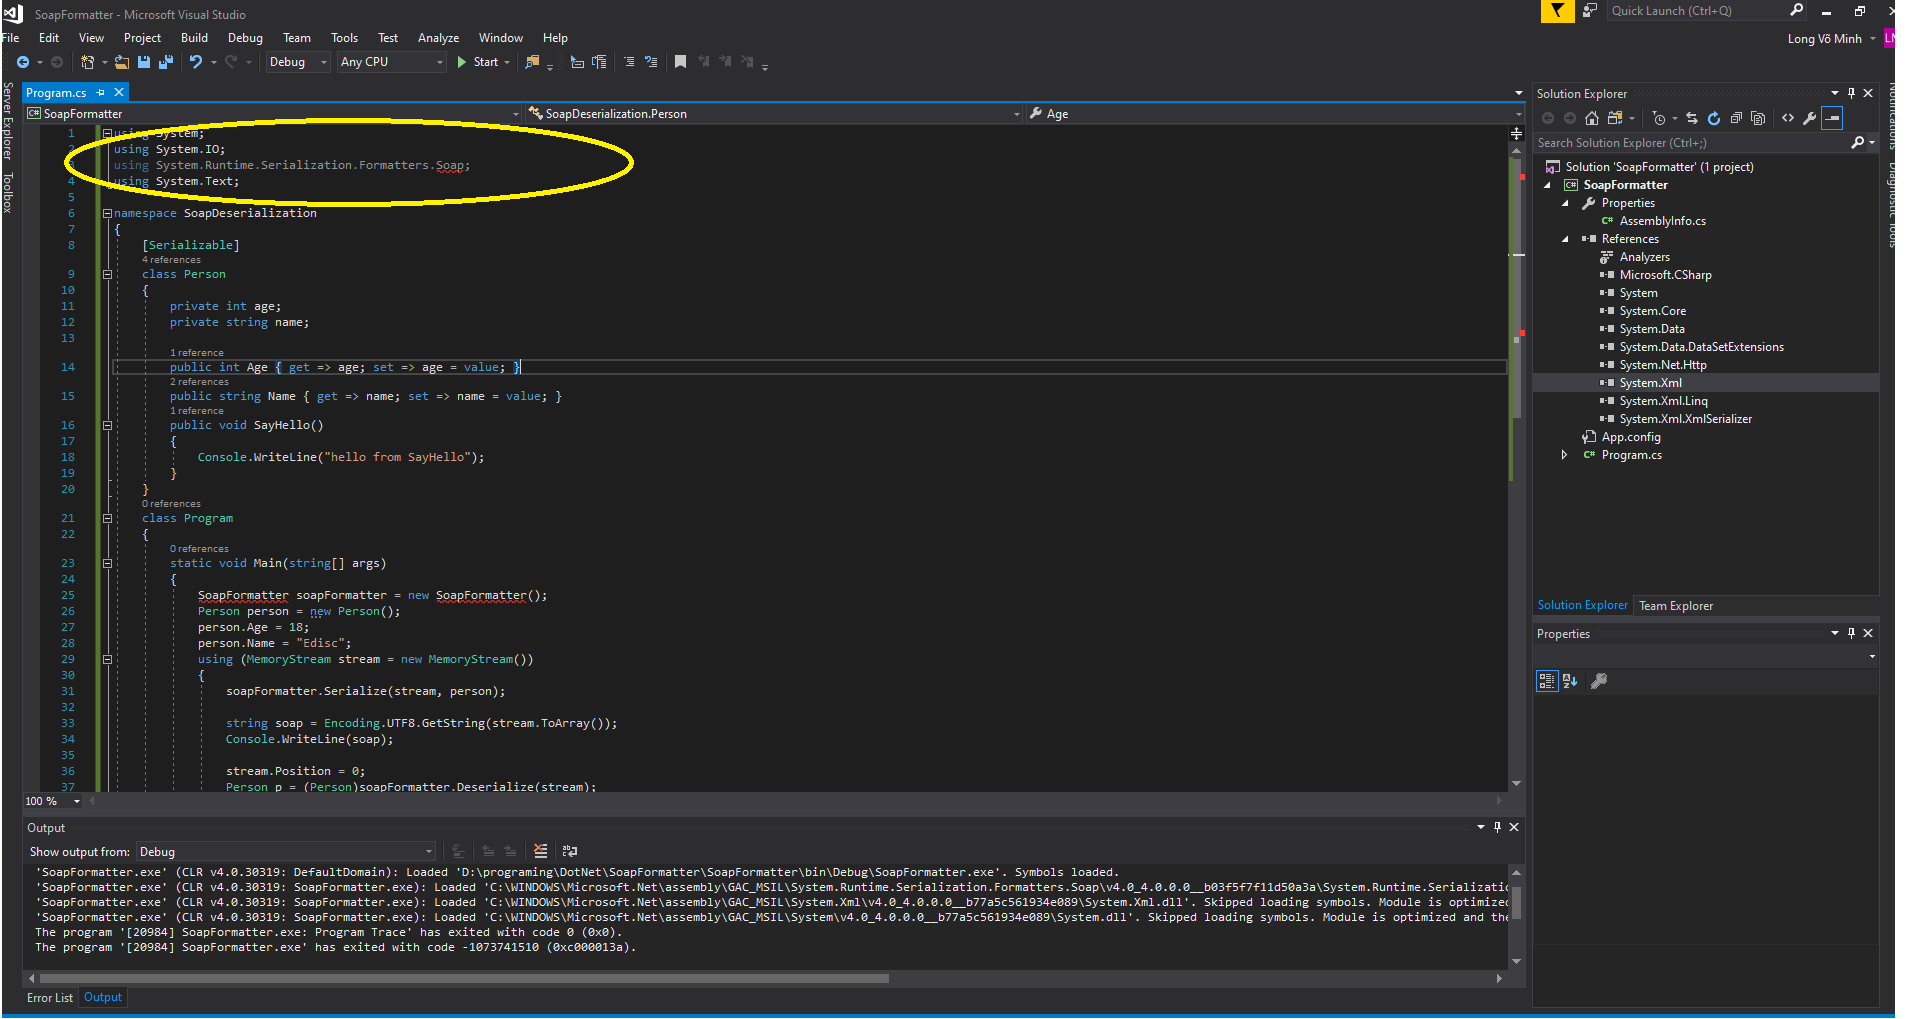 SoapFormatter - Microsoft Visual Studio
Quick Launch (Ctrl+Q)
File Edit View Project Build Debug Team Tools Test Analyze Window Help
Long Võ Minh
Debug Any CPU Start
Server Explorer
Toolbox
Notifications
Diagnostic Tools
Program.cs
SoapFormatter SoapDeserialization.Person Age
1 using System;
2 using System.IO;
3 using System.Runtime.Serialization.Formatters.Soap;
4 using System.Text;
5
6 namespace SoapDeserialization
7 {
8 [Serializable]
4 references
9 class Person
10 {
11 private int age;
12 private string name;
13
1 reference
14 public int Age { get => age; set => age = value; }
2 references
15 public string Name { get => name; set => name = value; }
1 reference
16 public void SayHello()
17 {
18 Console.WriteLine("hello from SayHello");
19 }
20 }
0 references
21 class Program
22 {
0 references
23 static void Main(string[] args)
24 {
25 SoapFormatter soapFormatter = new SoapFormatter();
26 Person person = new Person();
27 person.Age = 18;
28 person.Name = "Edisc";
29 using (MemoryStream stream = new MemoryStream())
30 {
31 soapFormatter.Serialize(stream, person);
32
33 string soap = Encoding.UTF8.GetString(stream.ToArray());
34 Console.WriteLine(soap);
35
36 stream.Position = 0;
37 Person p = (Person)soapFormatter.Deserialize(stream);
100 %
Output
Show output from: Debug
'SoapFormatter.exe' (CLR v4.0.30319: DefaultDomain): Loaded 'D:\programing\DotNet\SoapFormatter\SoapFormatter\bin\Debug\SoapFormatter.exe'. Symbols loaded.
'SoapFormatter.exe' (CLR v4.0.30319: SoapFormatter.exe): Loaded 'C:\WINDOWS\Microsoft.Net\assembly\GAC_MSIL\System.Runtime.Serialization.Formatters.Soap\v4.0_4.0.0.0__b03f5f7f11d50a3a\System.Runtime.Serializatio
'SoapFormatter.exe' (CLR v4.0.30319: SoapFormatter.exe): Loaded 'C:\WINDOWS\Microsoft.Net\assembly\GAC_MSIL\System.Xml\v4.0_4.0.0.0__b77a5c561934e089\System.Xml.dll'. Skipped loading symbols. Module is optimized
'SoapFormatter.exe' (CLR v4.0.30319: SoapFormatter.exe): Loaded 'C:\WINDOWS\Microsoft.Net\assembly\GAC_MSIL\System\v4.0_4.0.0.0__b77a5c561934e089\System.dll'. Skipped loading symbols. Module is optimized and the
The program '[20984] SoapFormatter.exe: Program Trace' has exited with code 0 (0x0).
The program '[20984] SoapFormatter.exe' has exited with code -1073741510 (0xc000013a).
Error List Output
Solution Explorer
Search Solution Explorer (Ctrl+;)
Solution 'SoapFormatter' (1 project)
SoapFormatter
Properties
AssemblyInfo.cs
References
Analyzers
Microsoft.CSharp
System
System.Core
System.Data
System.Data.DataSetExtensions
System.Net.Http
System.Xml
System.Xml.Linq
System.Xml.XmlSerializer
App.config
Program.cs
Solution Explorer Team Explorer
Properties